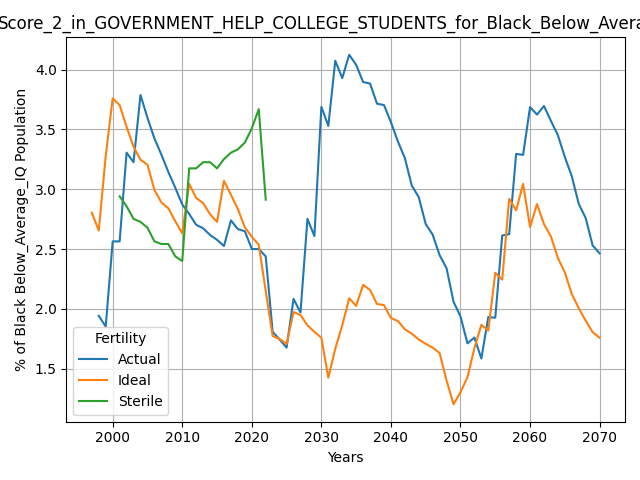 Score_2_in_GOVERNMENT_HELP_COLLEGE_STUDENTS_for_Black_Below_Avera
% of Black Below_Average_IQ Population
4.0
3.5
3.0
2.5
2.0
1.5
Fertility
Actual
Ideal
Sterile
2000 2010 2020 2030 2040 2050 2060 2070
Years